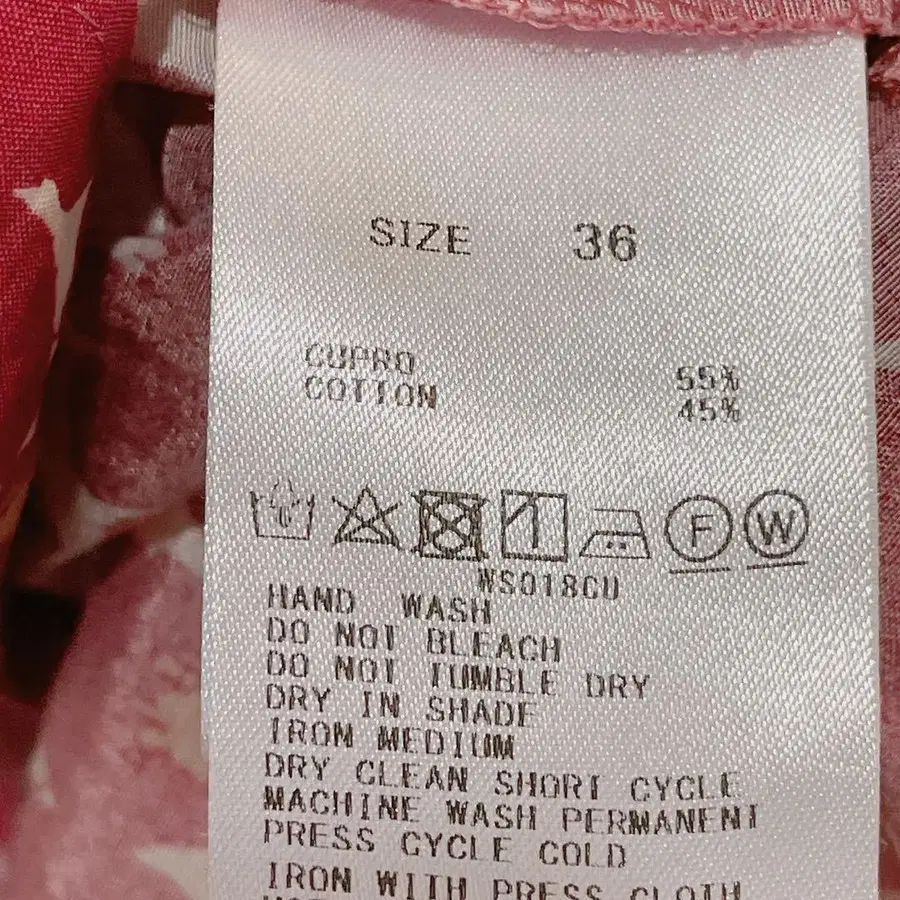 SIZE 36
CUPRO 55%
COTTON 45%
F W
WS018CU
HAND WASH
DO NOT BLEACH
DO NOT TUMBLE DRY
DRY IN SHADE
IRON MEDIUM
DRY CLEAN SHORT CYCLE
MACHINE WASH PERMANENT
PRESS CYCLE COLD
IRON WITH PRESS CLOTH